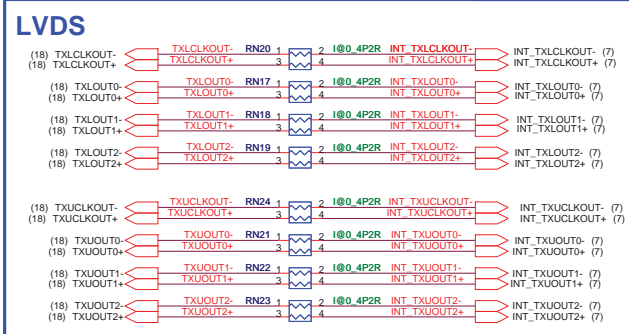 LVDS
(18) TXLCLKOUT- TXLCLKOUT- RN20 1 2 I@0_4P2R INT_TXLCLKOUT- INT_TXLCLKOUT- (7)
(18) TXLCLKOUT+ TXLCLKOUT+ 3 4 INT_TXLCLKOUT+ INT_TXLCLKOUT+ (7)
(18) TXLOUT0- TXLOUT0- RN17 1 2 I@0_4P2R INT_TXLOUT0- INT_TXLOUT0- (7)
(18) TXLOUT0+ TXLOUT0+ 3 4 INT_TXLOUT0+ INT_TXLOUT0+ (7)
(18) TXLOUT1- TXLOUT1- RN18 1 2 I@0_4P2R INT_TXLOUT1- INT_TXLOUT1- (7)
(18) TXLOUT1+ TXLOUT1+ 3 4 INT_TXLOUT1+ INT_TXLOUT1+ (7)
(18) TXLOUT2- TXLOUT2- RN19 1 2 I@0_4P2R INT_TXLOUT2- INT_TXLOUT2- (7)
(18) TXLOUT2+ TXLOUT2+ 3 4 INT_TXLOUT2+ INT_TXLOUT2+ (7)
(18) TXUCLKOUT- TXUCLKOUT- RN24 1 2 I@0_4P2R INT_TXUCLKOUT- INT_TXUCLKOUT- (7)
(18) TXUCLKOUT+ TXUCLKOUT+ 3 4 INT_TXUCLKOUT+ INT_TXUCLKOUT+ (7)
(18) TXUOUT0- TXUOUT0- RN21 1 2 I@0_4P2R INT_TXUOUT0- INT_TXUOUT0- (7)
(18) TXUOUT0+ TXUOUT0+ 3 4 INT_TXUOUT0+ INT_TXUOUT0+ (7)
(18) TXUOUT1- TXUOUT1- RN22 1 2 I@0_4P2R INT_TXUOUT1- INT_TXUOUT1- (7)
(18) TXUOUT1+ TXUOUT1+ 3 4 INT_TXUOUT1+ INT_TXUOUT1+ (7)
(18) TXUOUT2- TXUOUT2- RN23 1 2 I@0_4P2R INT_TXUOUT2- INT_TXUOUT2- (7)
(18) TXUOUT2+ TXUOUT2+ 3 4 INT_TXUOUT2+ INT_TXUOUT2+ (7)